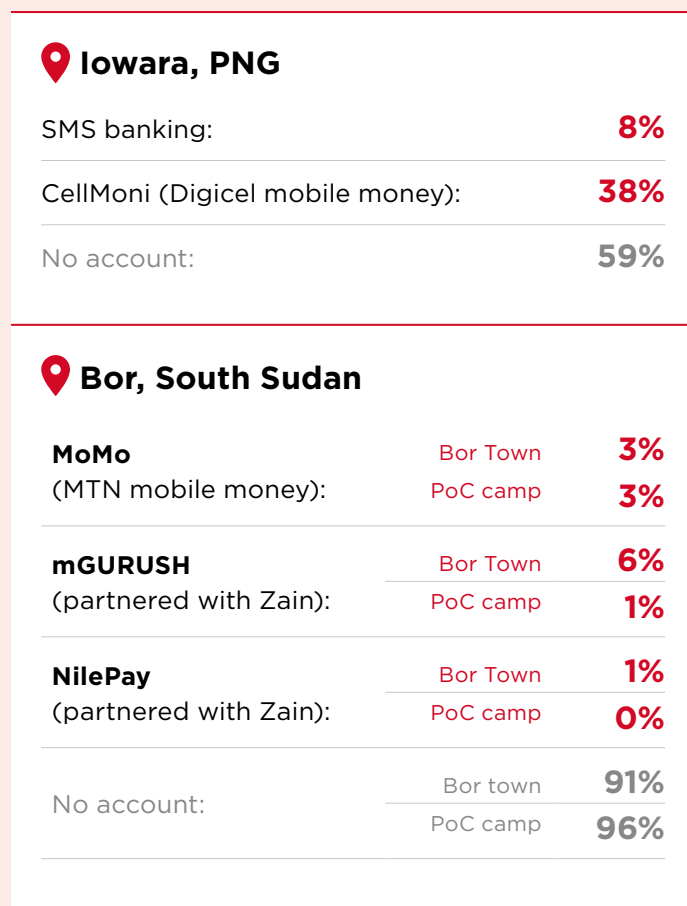 Iowara, PNG
SMS banking: 8%
CellMoni (Digicel mobile money): 38%
No account: 59%
Bor, South Sudan
MoMo Bor Town 3%
(MTN mobile money): PoC camp 3%
mGURUSH Bor Town 6%
(partnered with Zain): PoC camp 1%
NilePay Bor Town 1%
(partnered with Zain): PoC camp 0%
No account: Bor town 91%
PoC camp 96%